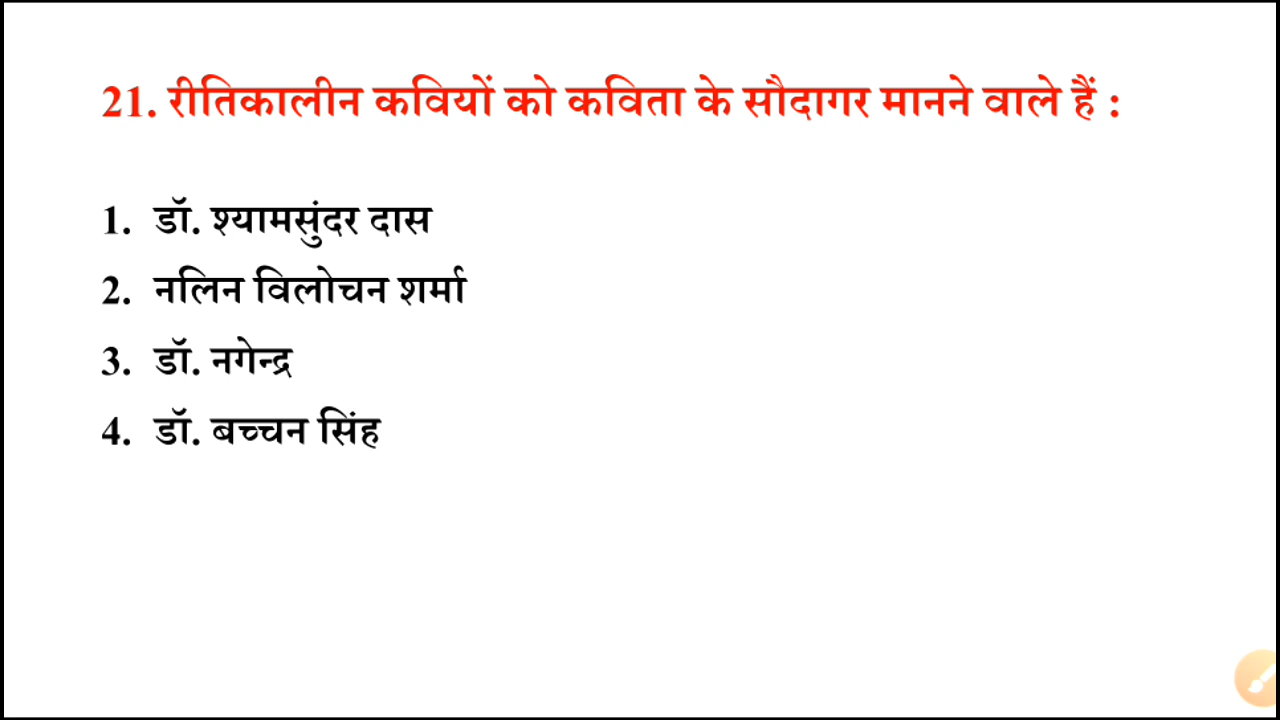 21. रीतिकालीन कवियों को कविता के सौदागर मानने वाले हैं :
1. डॉ. श्यामसुंदर दास
2. नलिन विलोचन शर्मा
3. डॉ. नगेन्द्र
4. डॉ. बच्चन सिंह